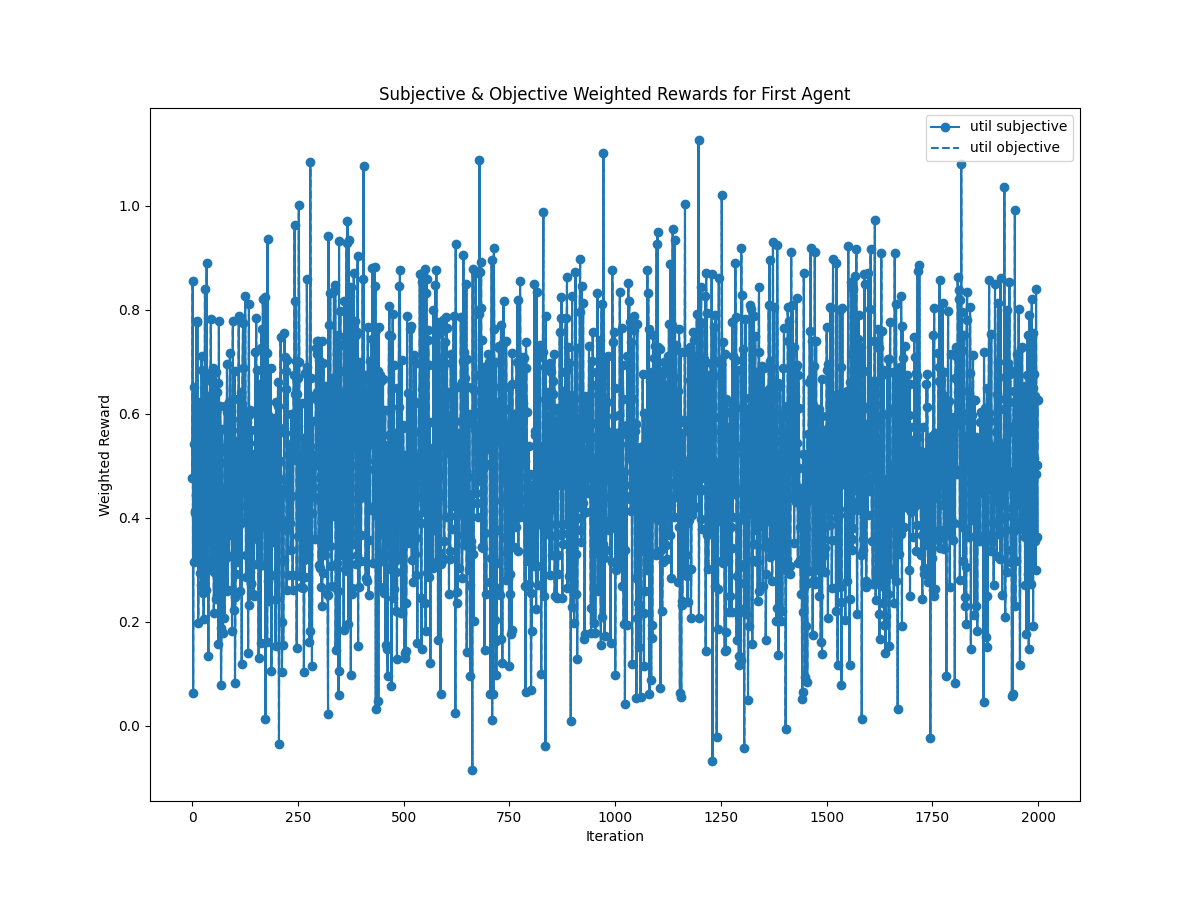 Subjective & Objective Weighted Rewards for First Agent
util subjective
util objective
1.0
0.8
0.6
0.4
0.2
0.0
Weighted Reward
0 250 500 750 1000 1250 1500 1750 2000
Iteration